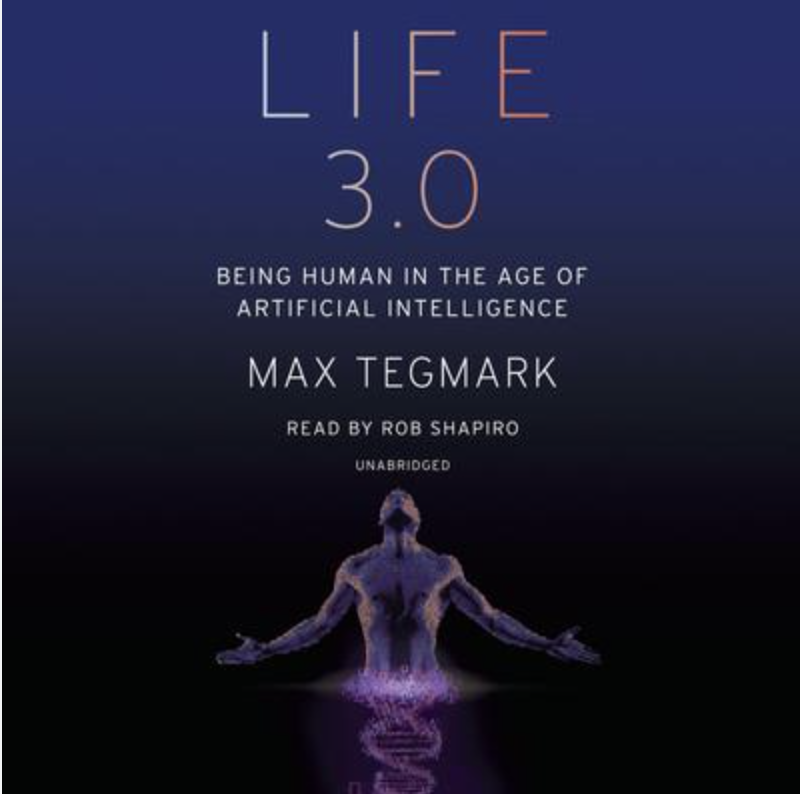 LIFE
3.0
BEING HUMAN IN THE AGE OF
ARTIFICIAL INTELLIGENCE
MAX TEGMARK
READ BY ROB SHAPIRO
UNABRIDGED